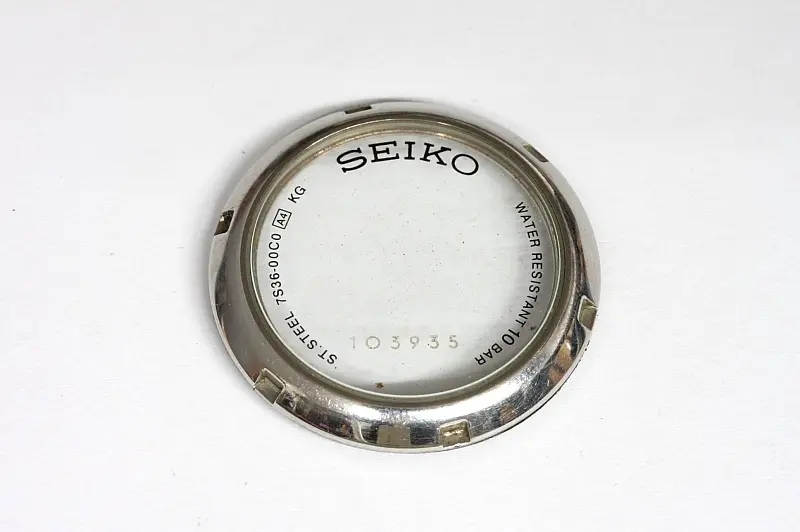 SEIKO
ST.STEEL 7S36-00C0 A4 KG
WATER RESISTANT 10 BAR
103935